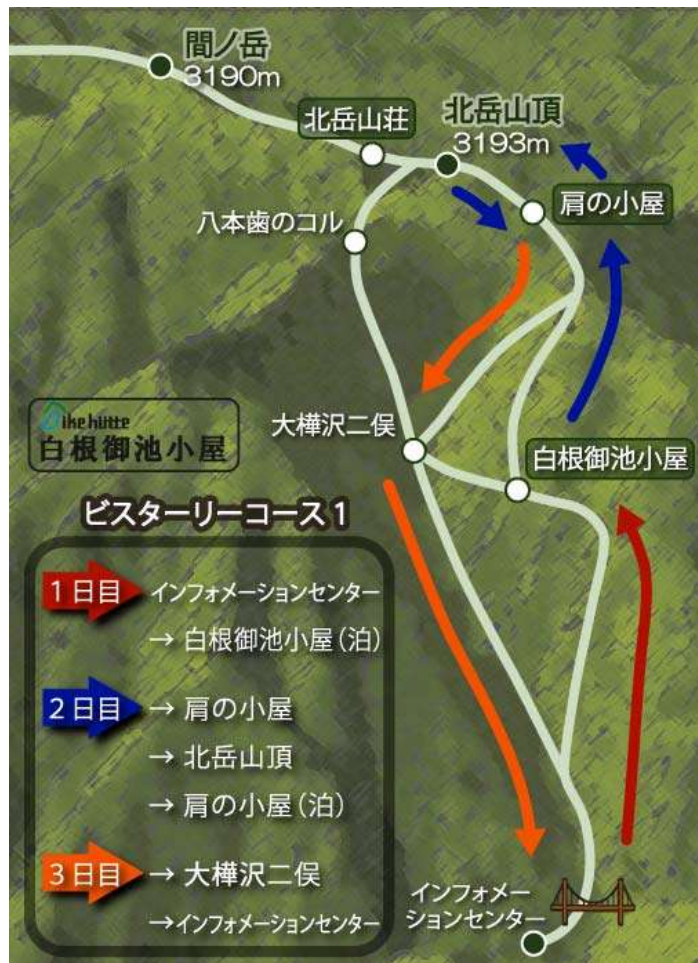 間ノ岳
3190m
北岳山荘
北岳山頂
3193m
肩の小屋
八本歯のコル
大樺沢二俣
白根御池小屋
ikehütte
白根御池小屋
ビスターリーコース1
1日目 インフォメーションセンター
→ 白根御池小屋(泊)
2日目 → 肩の小屋
→ 北岳山頂
→ 肩の小屋(泊)
3日目 → 大樺沢二俣
→インフォメーションセンター
インフォメー
ションセンター